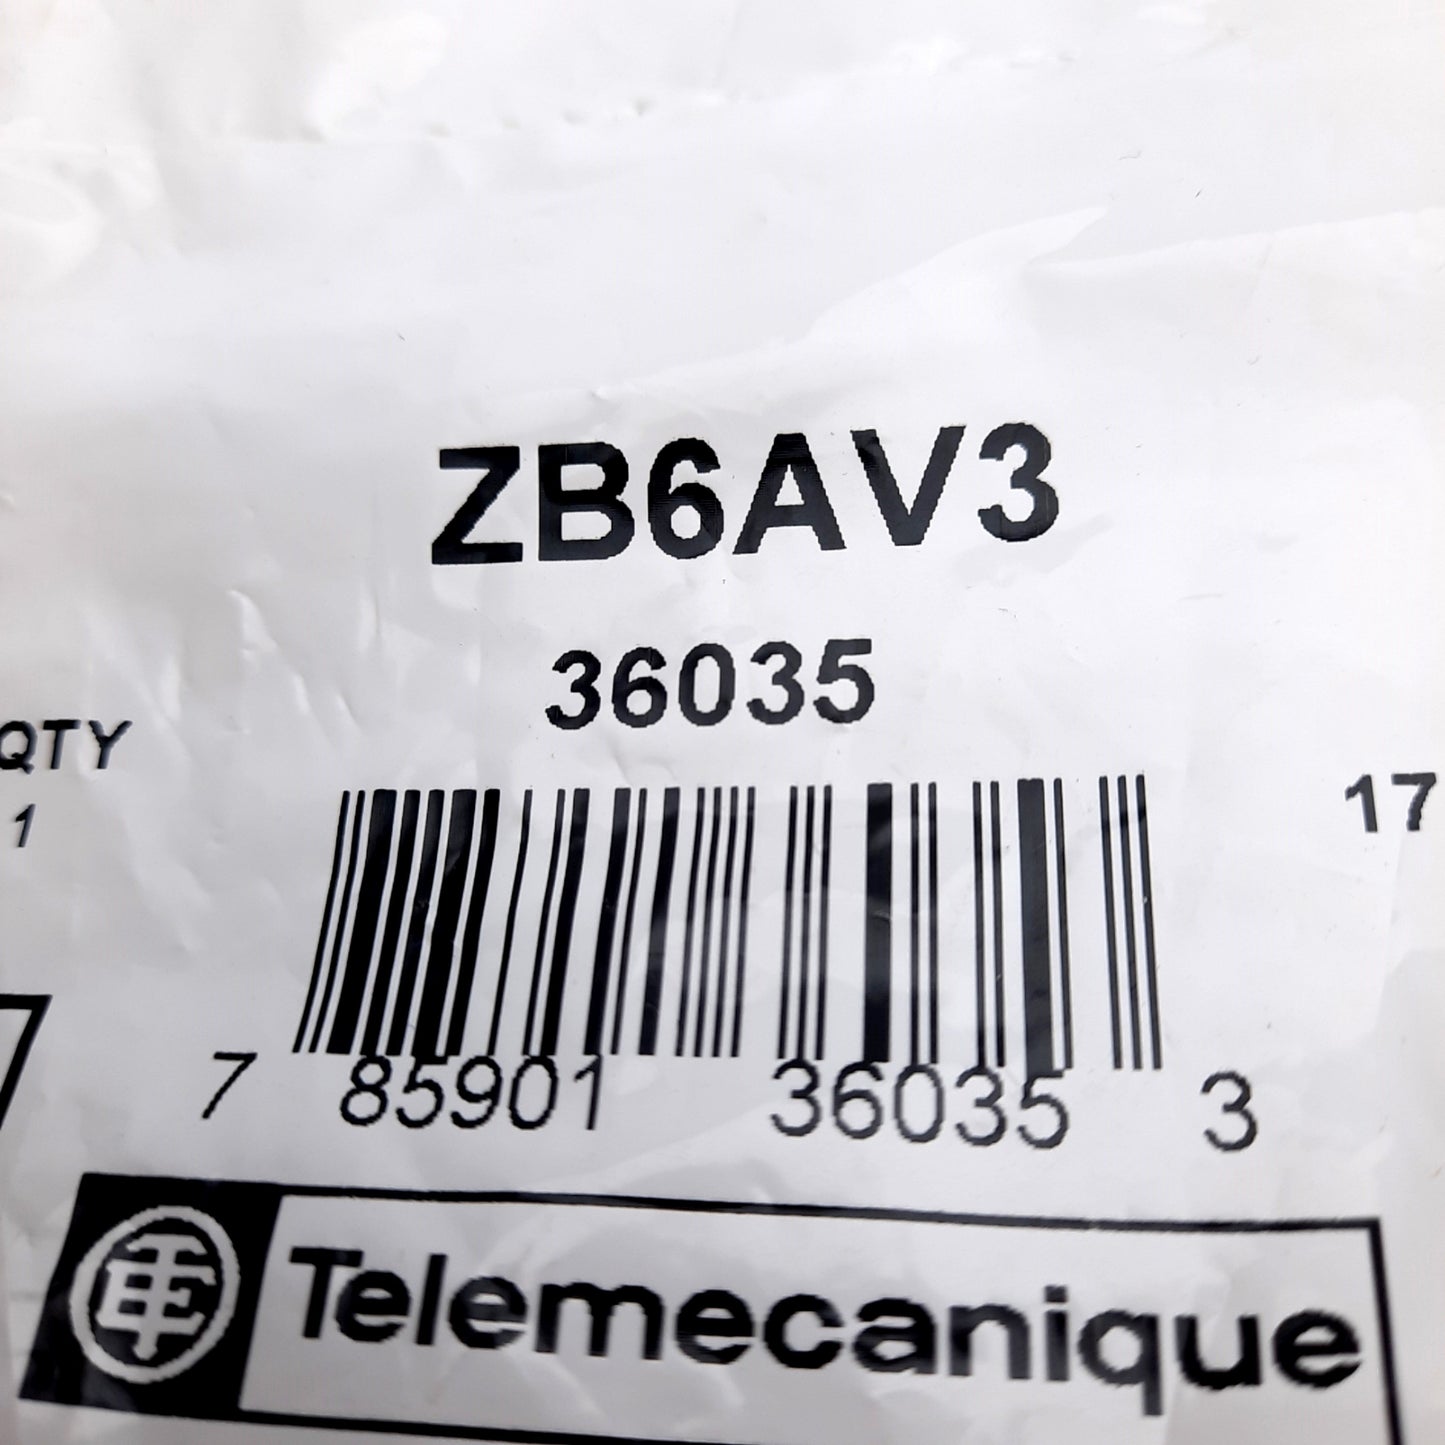 ZB6AV3
36035
QTY
1
17
7 85901 36035 3
Telemecanique